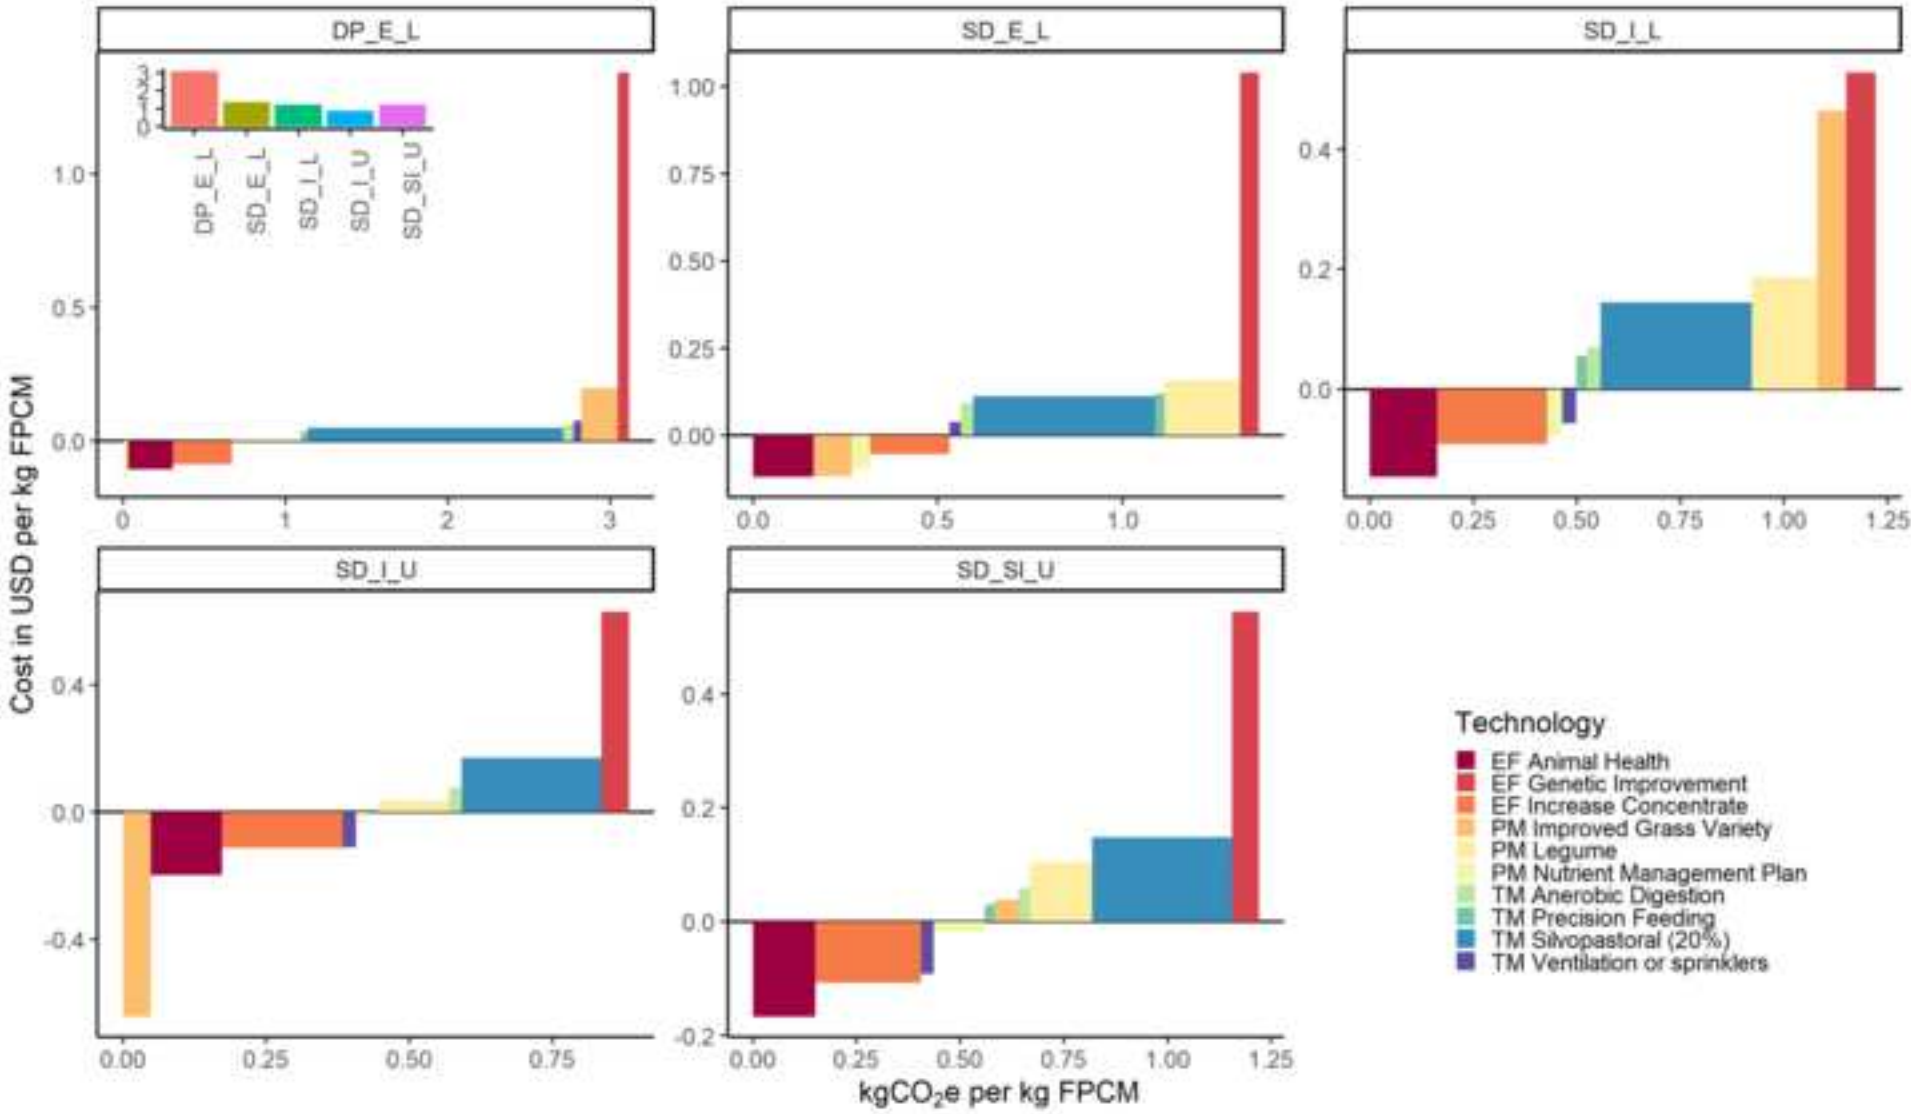 DP_E_L
SD_E_L
SD_I_L
3
2
1
0
DP_E_L
SD_E_L
SD_I_L
SD_I_U
SD_SI_U
1.0
0.5
0.0
0
1
2
3
1.00
0.75
0.50
0.25
0.00
0.0
0.5
1.0
0.4
0.2
0.0
0.00
0.25
0.50
0.75
1.00
1.25
Cost in USD per kg FPCM
SD_I_U
SD_SI_U
0.4
0.0
-0.4
0.00
0.25
0.50
0.75
0.4
0.2
0.0
-0.2
0.00
0.25
0.50
0.75
1.00
1.25
kgCO₂e per kg FPCM
Technology
EF Animal Health
EF Genetic Improvement
EF Increase Concentrate
PM Improved Grass Variety
PM Legume
PM Nutrient Management Plan
TM Anerobic Digestion
TM Precision Feeding
TM Silvopastoral (20%)
TM Ventilation or sprinklers